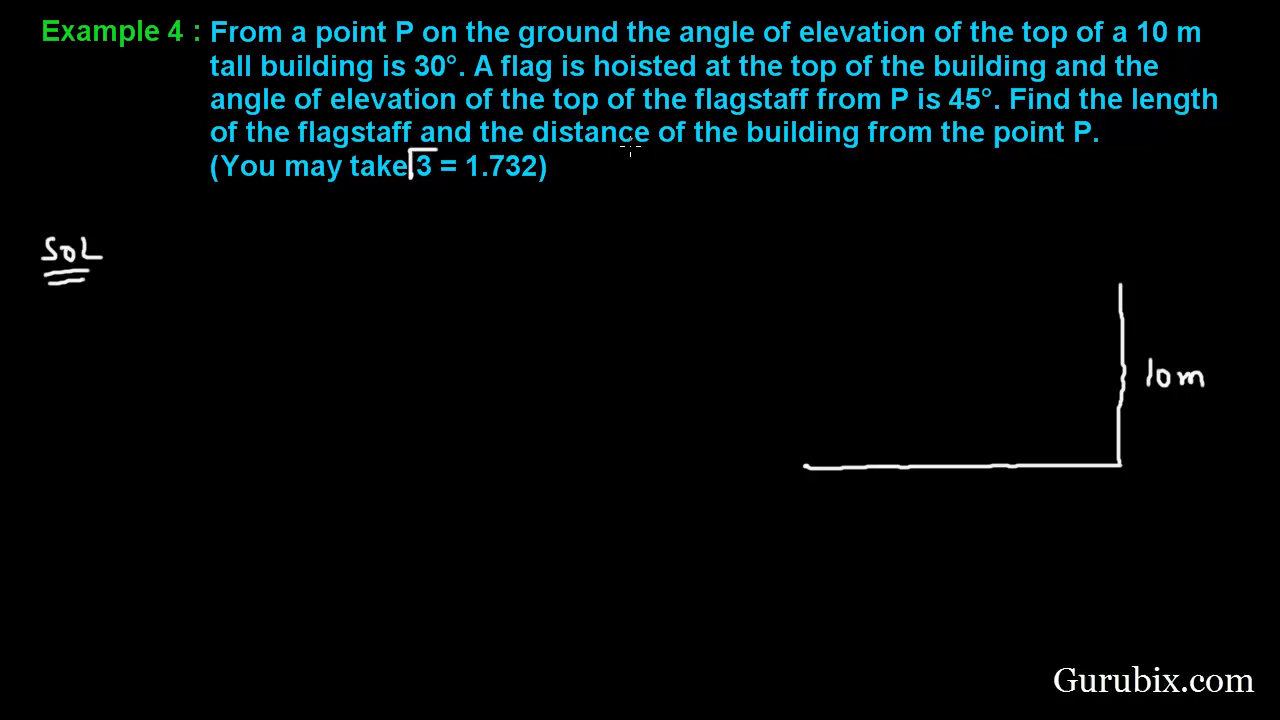 Example 4 : From a point P on the ground the angle of elevation of the top of a 10 m
tall building is 30°. A flag is hoisted at the top of the building and the
angle of elevation of the top of the flagstaff from P is 45°. Find the length
of the flagstaff and the distance of the building from the point P.
(You may take √3 = 1.732)
SOL
10m
Gurubix.com